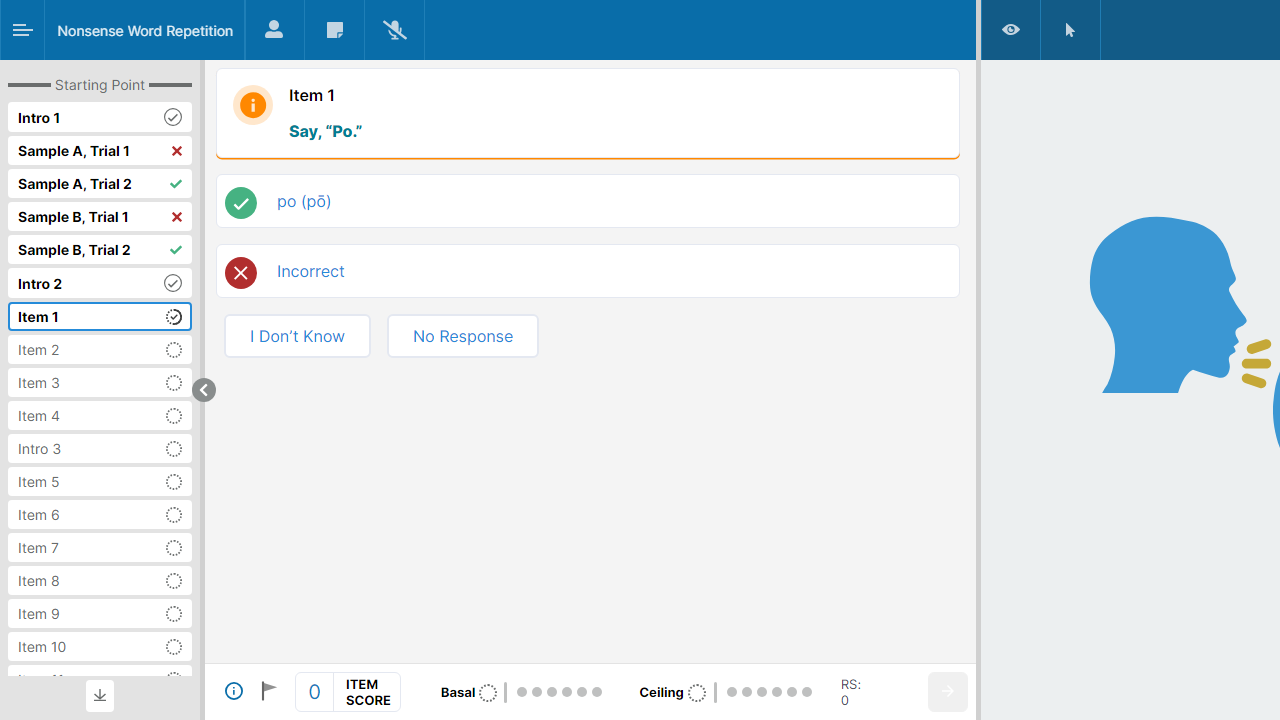 Nonsense Word Repetition
Starting Point
Intro 1
Sample A, Trial 1
Sample A, Trial 2
Sample B, Trial 1
Sample B, Trial 2
Intro 2
Item 1
Item 2
Item 3
Item 4
Intro 3
Item 5
Item 6
Item 7
Item 8
Item 9
Item 10
Item 1
Say, “Po.”
po (pō)
Incorrect
I Don’t Know
No Response
0
ITEM
SCORE
Basal
Ceiling
RS:
0